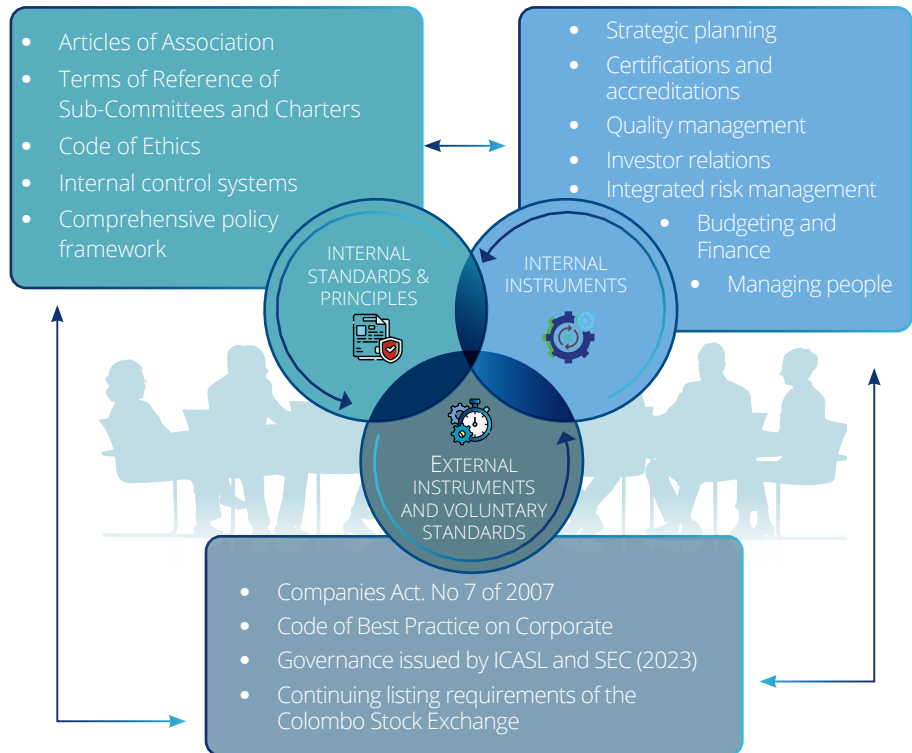 • Articles of Association
• Terms of Reference of
Sub-Committees and Charters
• Code of Ethics
• Internal control systems
• Comprehensive policy
framework
• Strategic planning
• Certifications and
accreditations
• Quality management
• Investor relations
• Integrated risk management
• Budgeting and
Finance
• Managing people
INTERNAL
STANDARDS &
PRINCIPLES
INTERNAL
INSTRUMENTS
EXTERNAL
INSTRUMENTS
AND VOLUNTARY
STANDARDS
• Companies Act. No 7 of 2007
• Code of Best Practice on Corporate
• Governance issued by ICASL and SEC (2023)
• Continuing listing requirements of the
Colombo Stock Exchange